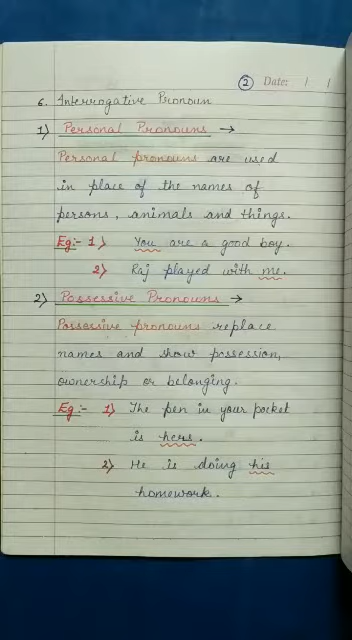 ② Date: / /
6. Interrogative Pronoun
1) Personal Pronouns →
Personal pronouns are used
in place of the names of
persons, animals and things.
Eg:- 1) You are a good boy.
2) Raj played with me.
2) Possessive Pronouns →
Possessive pronouns replace
names and show possession,
ownership or belonging.
Eg:- 1) The pen in your pocket
is hers.
2) He is doing his
homework.